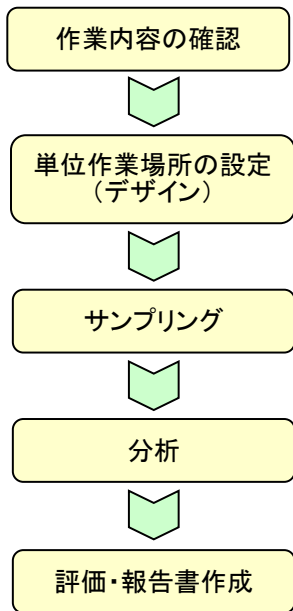 作業内容の確認
単位作業場所の設定
（デザイン）
サンプリング
分析
評価・報告書作成